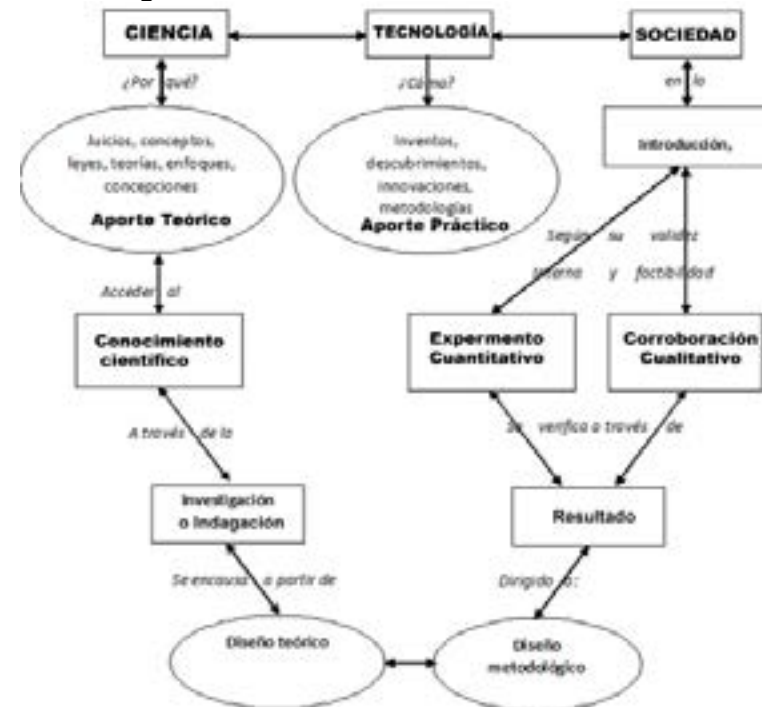 CIENCIA
TECNOLOGÍA
SOCIEDAD
¿Por qué?
¿Cómo?
en la
Juicios, conceptos,
leyes, teorías, enfoques,
concepciones
Aporte Teórico
Inventos,
descubrimientos,
innovaciones,
metodologías
Aporte Práctico
Introducción,
Según su validez
interna y factibilidad
Acceder al
Conocimiento
científico
Expermento
Cuantitativo
Corroboración
Cualitativo
A través de la
Se verifica a través de
Investigación
o Indagación
Resultado
Se encausa a partir de
Dirigido a:
Diseño teórico
Diseño
metodológico